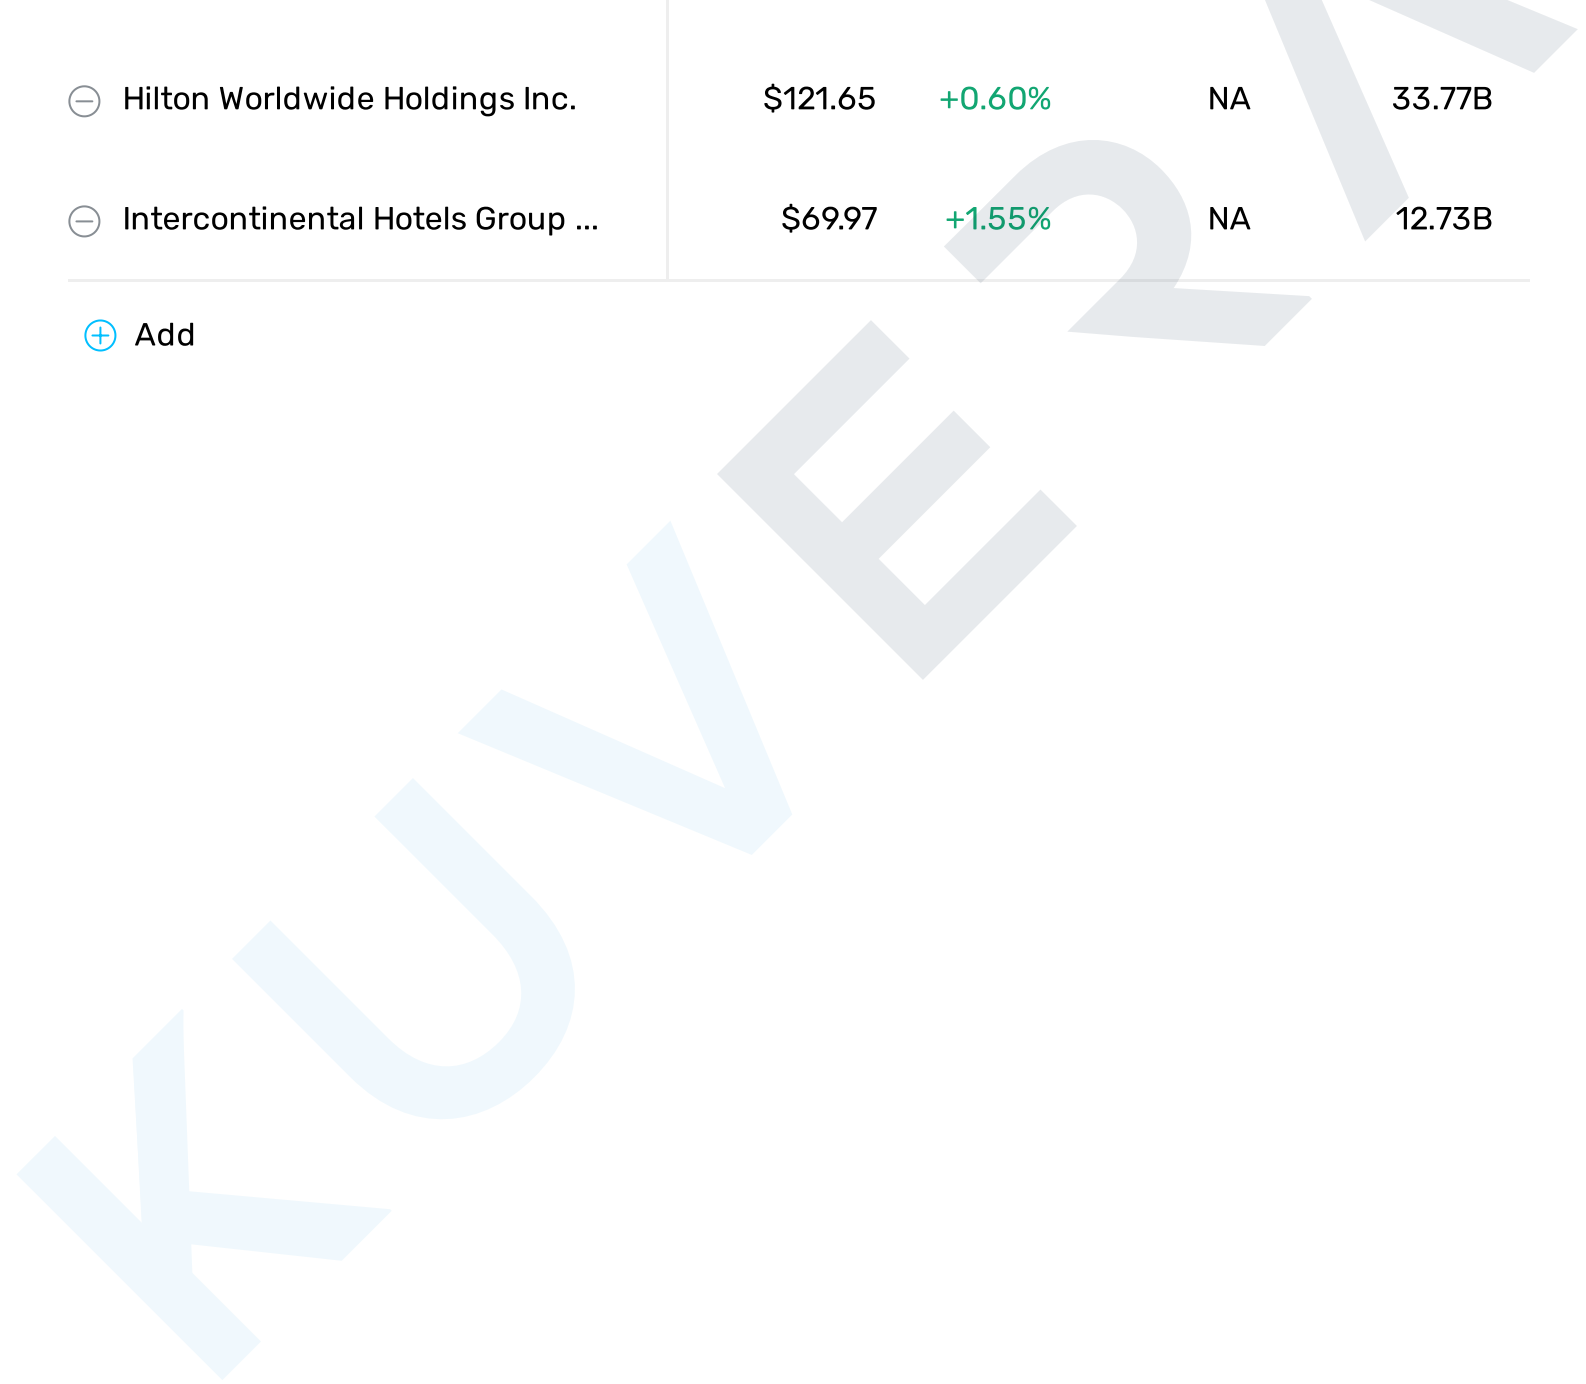 Hilton Worldwide Holdings Inc. $121.65 +0.60% NA 33.77B
Intercontinental Hotels Group ... $69.97 +1.55% NA 12.73B
Add
KUVERA